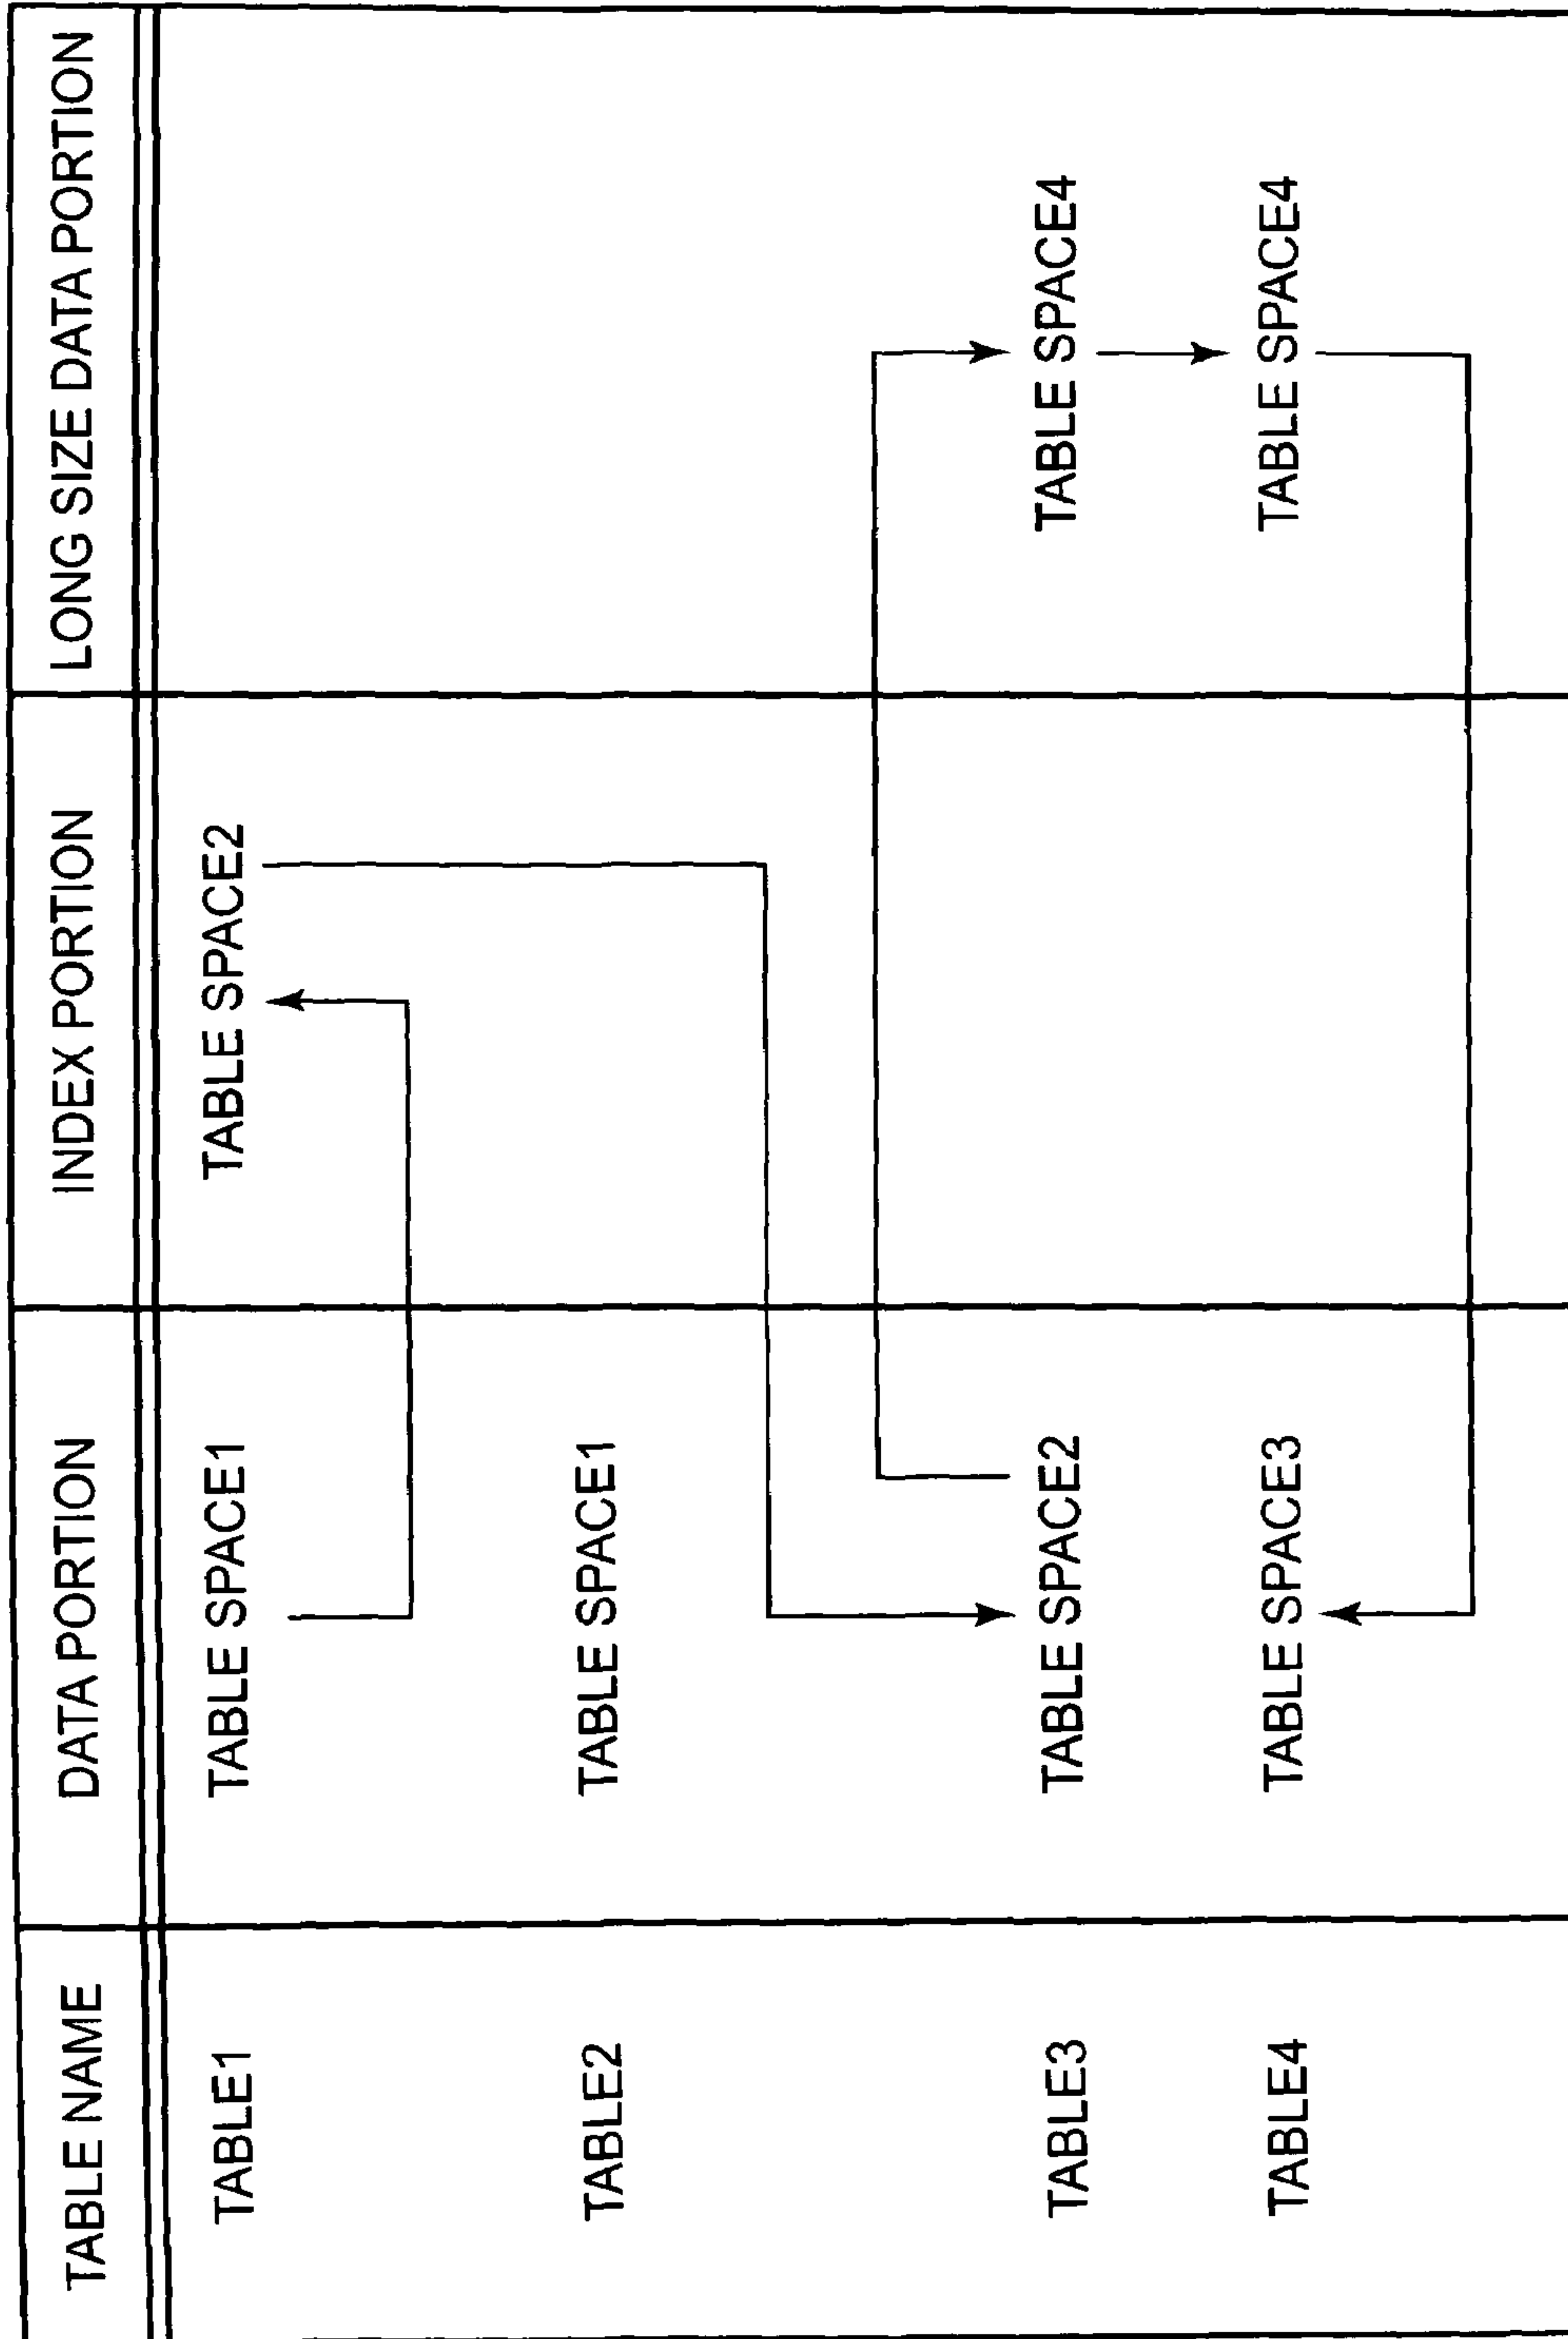 TABLE NAME
DATA PORTION
INDEX PORTION
LONG SIZE DATA PORTION
TABLE1
TABLE SPACE1
TABLE SPACE2
TABLE2
TABLE SPACE1
TABLE3
TABLE SPACE2
TABLE SPACE4
TABLE4
TABLE SPACE3
TABLE SPACE4